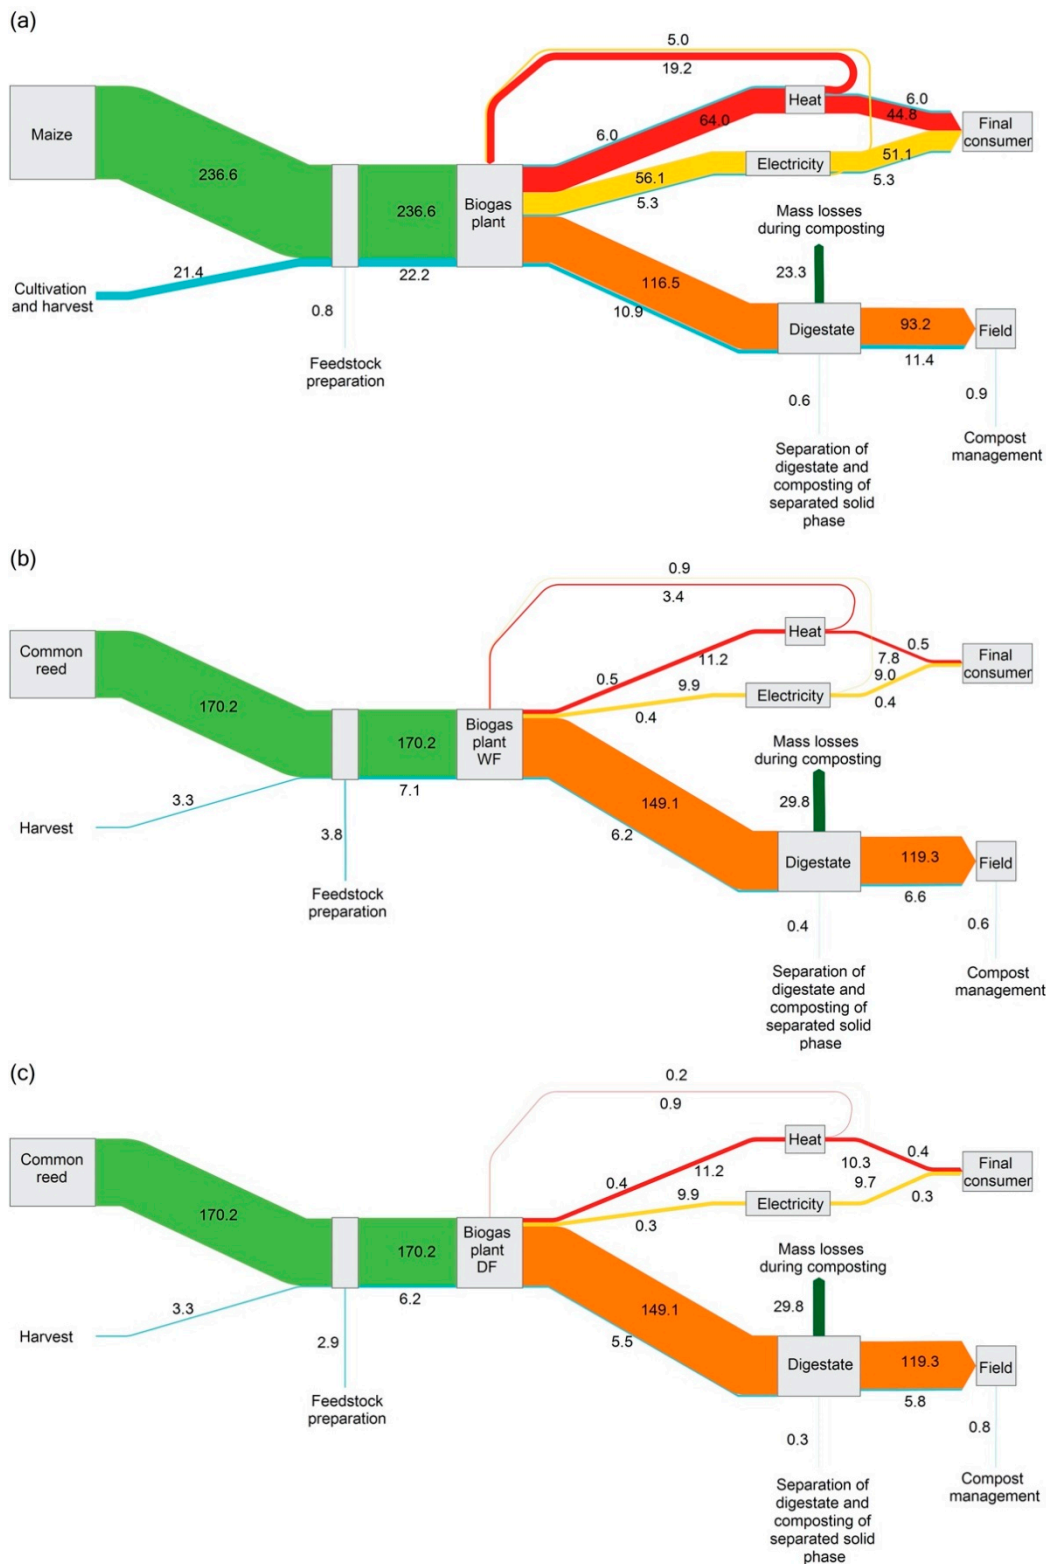 (a)
5.0
19.2
Maize
6.0
64.0
Heat
6.0
44.8
Final
consumer
236.6
236.6
Biogas
plant
56.1
5.3
Electricity
51.1
5.3
Mass losses
during composting
Cultivation
and harvest
21.4
0.8
22.2
116.5
10.9
23.3
Digestate
93.2
11.4
Field
Feedstock
preparation
0.6
0.9
Separation of
digestate and
composting of
separated solid
phase
Compost
management
(b)
0.9
3.4
Common
reed
0.5
11.2
Heat
0.5
7.8
Final
consumer
170.2
170.2
Biogas
plant
WF
9.9
0.4
Electricity
9.0
0.4
Mass losses
during composting
Harvest
3.3
3.8
7.1
149.1
6.2
29.8
Digestate
119.3
6.6
Field
Feedstock
preparation
0.4
0.6
Separation of
digestate and
composting of
separated solid
phase
Compost
management
(c)
0.2
0.9
Common
reed
0.4
11.2
Heat
0.4
10.3
Final
consumer
170.2
170.2
Biogas
plant
DF
9.9
0.3
Electricity
9.7
0.3
Mass losses
during composting
Harvest
3.3
2.9
6.2
149.1
5.5
29.8
Digestate
119.3
5.8
Field
Feedstock
preparation
0.3
0.8
Separation of
digestate and
composting of
separated solid
phase
Compost
management